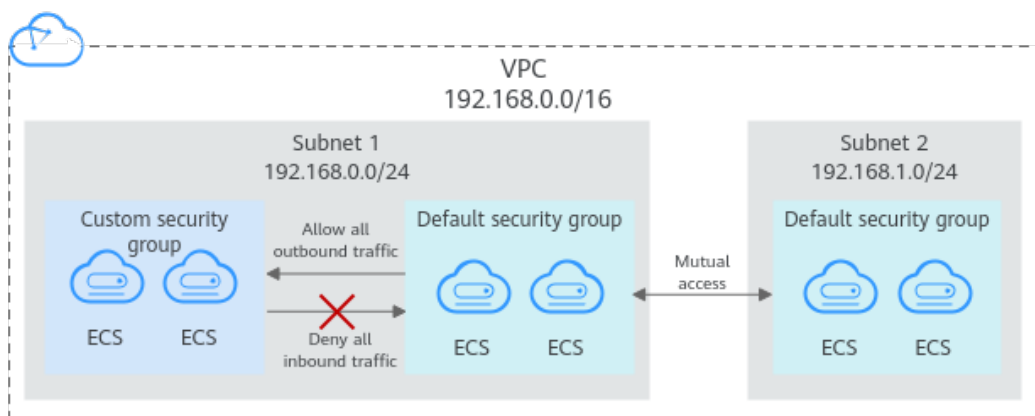 VPC
192.168.0.0/16
Subnet 1
192.168.0.0/24
Custom security
group
ECS
ECS
Allow all
outbound traffic
Deny all
inbound traffic
Default security group
ECS
ECS
Mutual
access
Subnet 2
192.168.1.0/24
Default security group
ECS
ECS